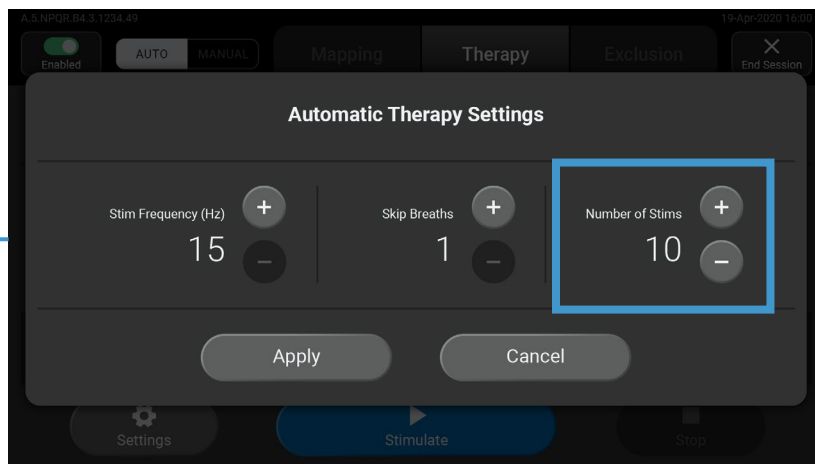 A.5.NPQR.B4.3.1234.49
19-Apr-2020 16:00
Enabled
AUTO MANUAL
Mapping
Therapy
Exclusion
End Session
Automatic Therapy Settings
Stim Frequency (Hz)
15
Skip Breaths
1
Number of Stims
10
Apply
Cancel
Settings
Stimulate
Stop